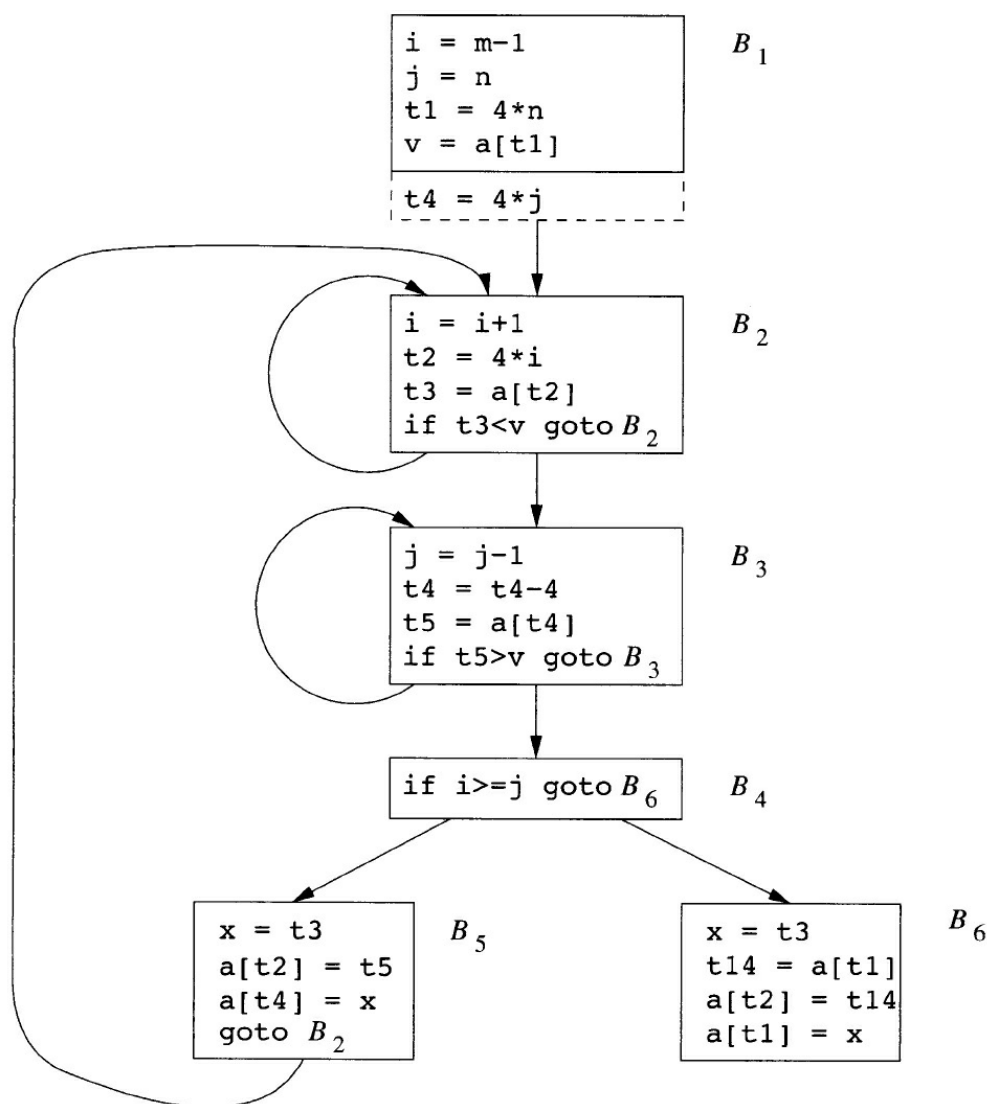 i = m-1
j = n
t1 = 4*n
v = a[t1]
B1
t4 = 4*j
i = i+1
t2 = 4*i
t3 = a[t2]
if t3<v goto B2
B2
j = j-1
t4 = t4-4
t5 = a[t4]
if t5>v goto B3
B3
if i>=j goto B6
B4
x = t3
a[t2] = t5
a[t4] = x
goto B2
B5
x = t3
t14 = a[t1]
a[t2] = t14
a[t1] = x
B6